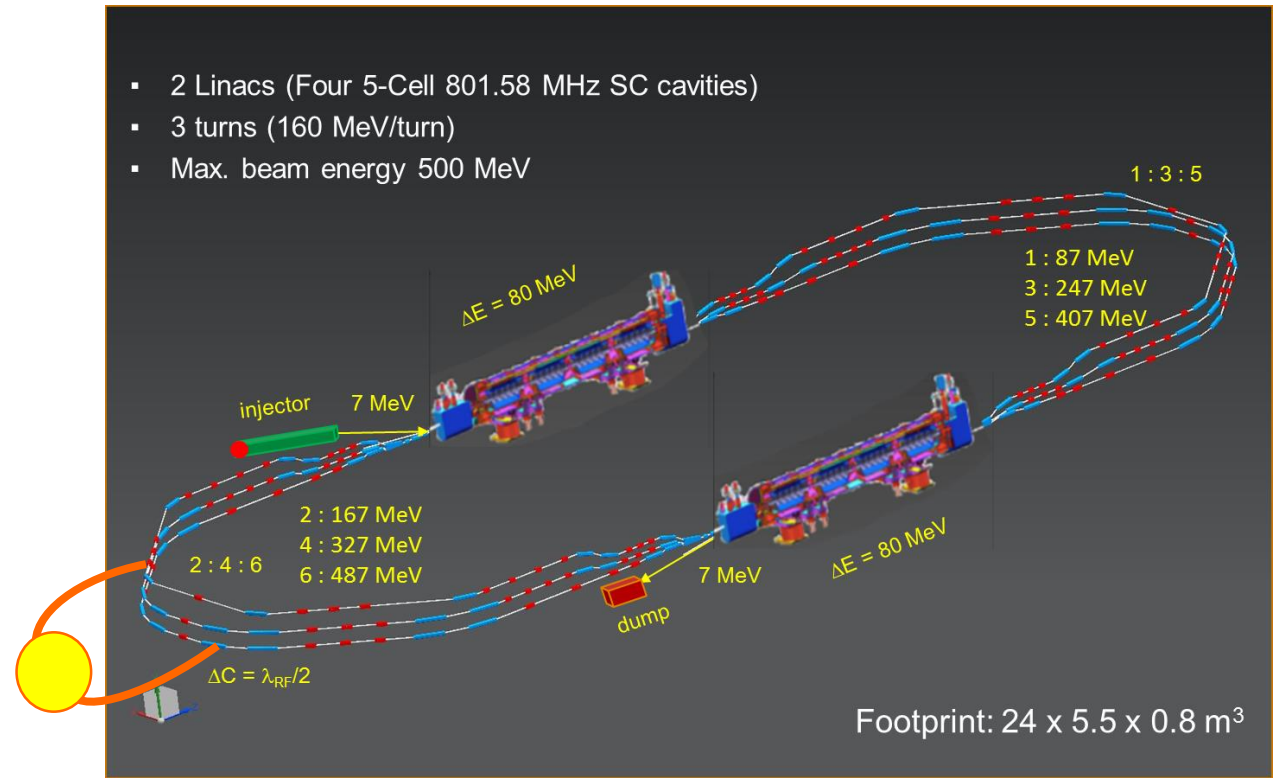 ▪ 2 Linacs (Four 5-Cell 801.58 MHz SC cavities)
▪ 3 turns (160 MeV/turn)
▪ Max. beam energy 500 MeV
1 : 3 : 5
1 : 87 MeV
3 : 247 MeV
5 : 407 MeV
ΔE = 80 MeV
injector
7 MeV
2 : 4 : 6
2 : 167 MeV
4 : 327 MeV
6 : 487 MeV
ΔE = 80 MeV
7 MeV
dump
ΔC = λRF/2
Footprint: 24 x 5.5 x 0.8 m³